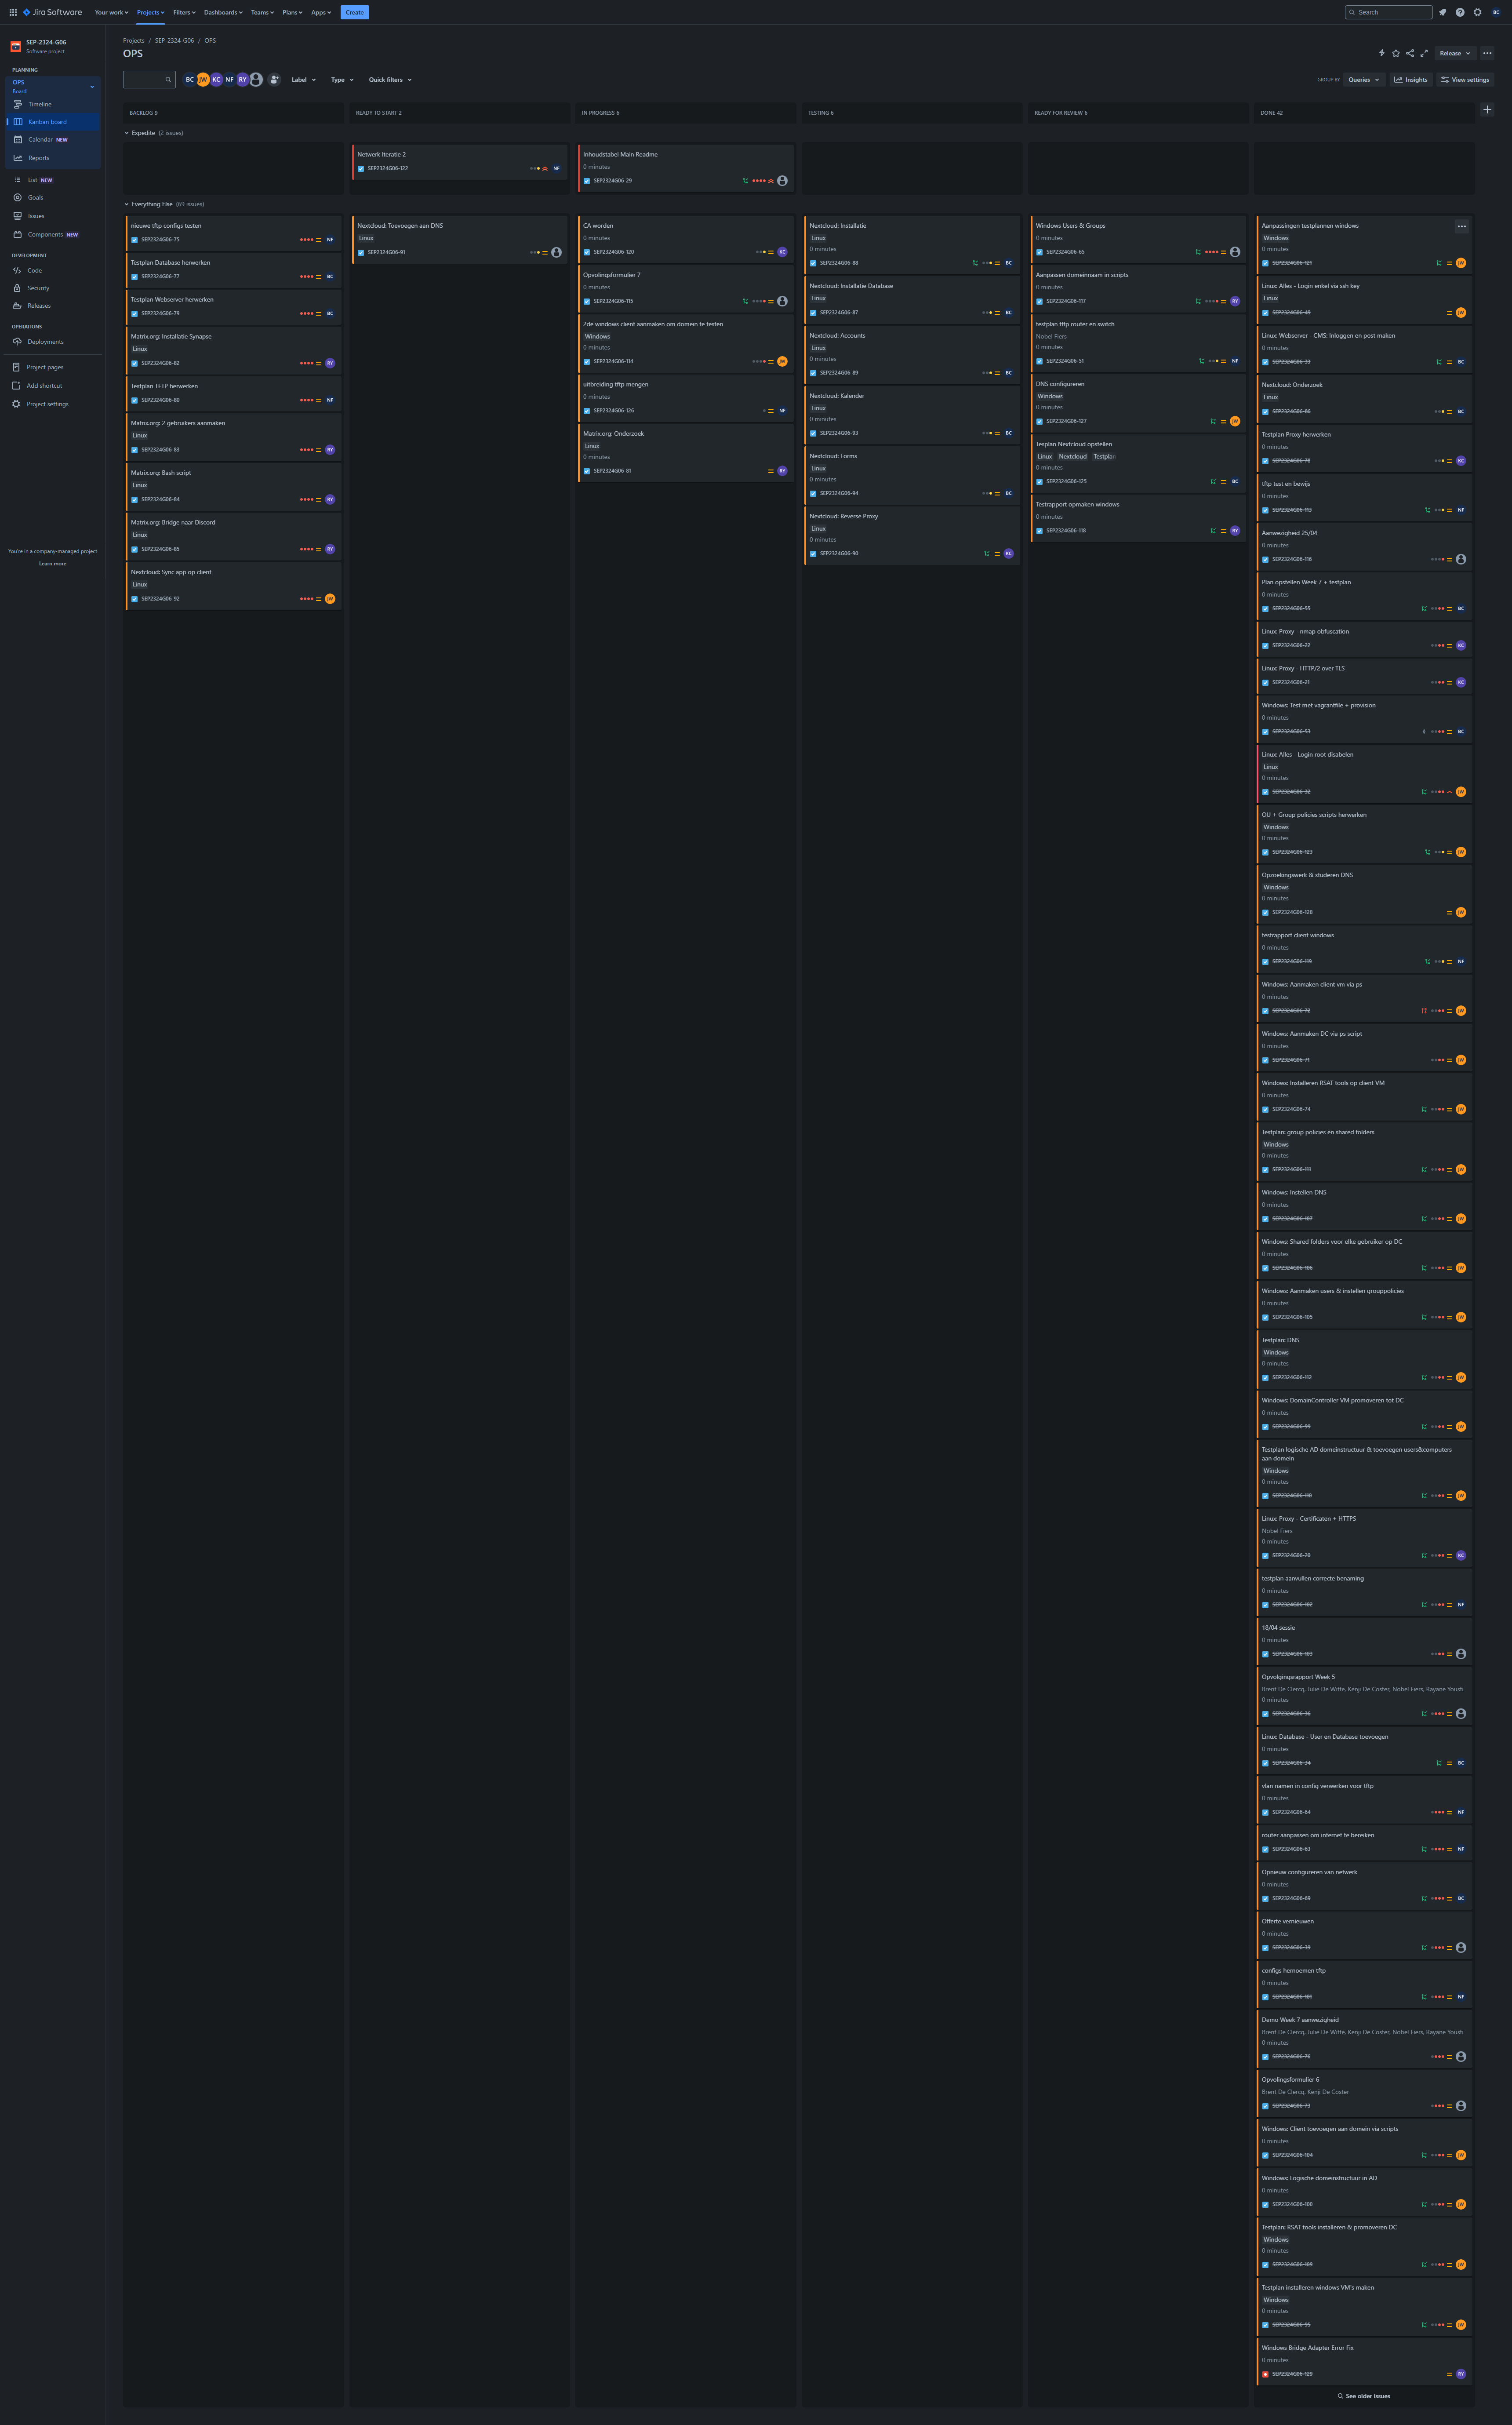 Jira Software
Your work
Projects
Filters
Dashboards
Teams
Plans
Apps
Create
Search
BC
SEP-2324-G06
Software project
PLANNING
OPS
Board
Timeline
Kanban board
Calendar NEW
Reports
List NEW
Goals
Issues
Components NEW
DEVELOPMENT
Code
Security
Releases
OPERATIONS
Deployments
Project pages
Add shortcut
Project settings
You're in a company-managed project
Learn more
Projects / SEP-2324-G06 / OPS
OPS
Release
BC JW KC NF RY
Label
Type
Quick filters
GROUP BY
Queries
Insights
View settings
BACKLOG 9
READY TO START 2
IN PROGRESS 6
TESTING 6
READY FOR REVIEW 6
DONE 42
Expedite (2 issues)
Netwerk Iteratie 2
SEP2324G06-122 NF
Inhoudstabel Main Readme
0 minutes
SEP2324G06-29
Everything Else (69 issues)
nieuwe tftp configs testen
SEP2324G06-75 NF
Testplan Database herwerken
SEP2324G06-77 BC
Testplan Webserver herwerken
SEP2324G06-79 BC
Matrix.org: Installatie Synapse
Linux
SEP2324G06-82 RY
Testplan TFTP herwerken
SEP2324G06-80 NF
Matrix.org: 2 gebruikers aanmaken
Linux
SEP2324G06-83 RY
Matrix.org: Bash script
Linux
SEP2324G06-84 RY
Matrix.org: Bridge naar Discord
Linux
SEP2324G06-85 RY
Nextcloud: Sync app op client
Linux
SEP2324G06-92 JW
Nextcloud: Toevoegen aan DNS
Linux
SEP2324G06-91
CA worden
0 minutes
SEP2324G06-120 KC
Opvolingsformulier 7
0 minutes
SEP2324G06-115
2de windows client aanmaken om domein te testen
Windows
0 minutes
SEP2324G06-114 JW
uitbreiding tftp mengen
0 minutes
SEP2324G06-126 NF
Matrix.org: Onderzoek
Linux
0 minutes
SEP2324G06-81 RY
Nextcloud: Installatie
Linux
0 minutes
SEP2324G06-88 BC
Nextcloud: Installatie Database
Linux
SEP2324G06-87 BC
Nextcloud: Accounts
Linux
0 minutes
SEP2324G06-89 BC
Nextcloud: Kalender
Linux
0 minutes
SEP2324G06-93 BC
Nextcloud: Forms
Linux
0 minutes
SEP2324G06-94 BC
Nextcloud: Reverse Proxy
Linux
0 minutes
SEP2324G06-90 KC
Windows Users & Groups
0 minutes
SEP2324G06-65
Aanpassen domeinnaam in scripts
0 minutes
SEP2324G06-117 RY
testplan tftp router en switch
Nobel Fiers
0 minutes
SEP2324G06-51 NF
DNS configureren
Windows
0 minutes
SEP2324G06-127 JW
Tesplan Nextcloud opstellen
Linux Nextcloud Testplan
0 minutes
SEP2324G06-125 BC
Testrapport opmaken windows
0 minutes
SEP2324G06-118 RY
Aanpassingen testplannen windows
Windows
0 minutes
SEP2324G06-121 JW
Linux: Alles - Login enkel via ssh key
Linux
SEP2324G06-49 JW
Linux: Webserver - CMS: Inloggen en post maken
0 minutes
SEP2324G06-33 BC
Nextcloud: Onderzoek
Linux
SEP2324G06-86 BC
Testplan Proxy herwerken
0 minutes
SEP2324G06-78 KC
tftp test en bewijs
0 minutes
SEP2324G06-113 NF
Aanwezigheid 25/04
0 minutes
SEP2324G06-116
Plan opstellen Week 7 + testplan
0 minutes
SEP2324G06-55 BC
Linux: Proxy - nmap obfuscation
SEP2324G06-22 KC
Linux: Proxy - HTTP/2 over TLS
SEP2324G06-21 KC
Windows: Test met vagrantfile + provision
0 minutes
SEP2324G06-53 BC
Linux: Alles - Login root disabelen
Linux
0 minutes
SEP2324G06-32 JW
OU + Group policies scripts herwerken
Windows
0 minutes
SEP2324G06-123 JW
Opzoekingswerk & studeren DNS
Windows
0 minutes
SEP2324G06-128 JW
testrapport client windows
0 minutes
SEP2324G06-119 NF
Windows: Aanmaken client vm via ps
0 minutes
SEP2324G06-72 JW
Windows: Aanmaken DC via ps script
0 minutes
SEP2324G06-71 JW
Windows: Installeren RSAT tools op client VM
0 minutes
SEP2324G06-74 JW
Testplan: group policies en shared folders
Windows
0 minutes
SEP2324G06-111 JW
Windows: Instellen DNS
0 minutes
SEP2324G06-107 JW
Windows: Shared folders voor elke gebruiker op DC
0 minutes
SEP2324G06-106 JW
Windows: Aanmaken users & instellen grouppolicies
0 minutes
SEP2324G06-105 JW
Testplan: DNS
Windows
0 minutes
SEP2324G06-112 JW
Windows: DomainController VM promoveren tot DC
0 minutes
SEP2324G06-99 JW
Testplan logische AD domeinstructuur & toevoegen users&computers
aan domein
Windows
0 minutes
SEP2324G06-110 JW
Linux: Proxy - Certificaten + HTTPS
Nobel Fiers
0 minutes
SEP2324G06-20 KC
testplan aanvullen correcte benaming
0 minutes
SEP2324G06-102 NF
18/04 sessie
0 minutes
SEP2324G06-103
Opvolgingsrapport Week 5
Brent De Clercq, Julie De Witte, Kenji De Coster, Nobel Fiers, Rayane Yousti
0 minutes
SEP2324G06-36
Linux: Database - User en Database toevoegen
0 minutes
SEP2324G06-34 BC
vlan namen in config verwerken voor tftp
0 minutes
SEP2324G06-64 NF
router aanpassen om internet te bereiken
SEP2324G06-63 NF
Opnieuw configureren van netwerk
0 minutes
SEP2324G06-69 BC
Offerte vernieuwen
0 minutes
SEP2324G06-39
configs hernoemen tftp
0 minutes
SEP2324G06-101 NF
Demo Week 7 aanwezigheid
Brent De Clercq, Julie De Witte, Kenji De Coster, Nobel Fiers, Rayane Yousti
0 minutes
SEP2324G06-76
Opvolingsformulier 6
Brent De Clercq, Kenji De Coster
SEP2324G06-73
Windows: Client toevoegen aan domein via scripts
0 minutes
SEP2324G06-104 JW
Windows: Logische domeinstructuur in AD
0 minutes
SEP2324G06-100 JW
Testplan: RSAT tools installeren & promoveren DC
Windows
0 minutes
SEP2324G06-109 JW
Testplan installeren windows VM's maken
Windows
0 minutes
SEP2324G06-95 JW
Windows Bridge Adapter Error Fix
0 minutes
SEP2324G06-129 RY
See older issues